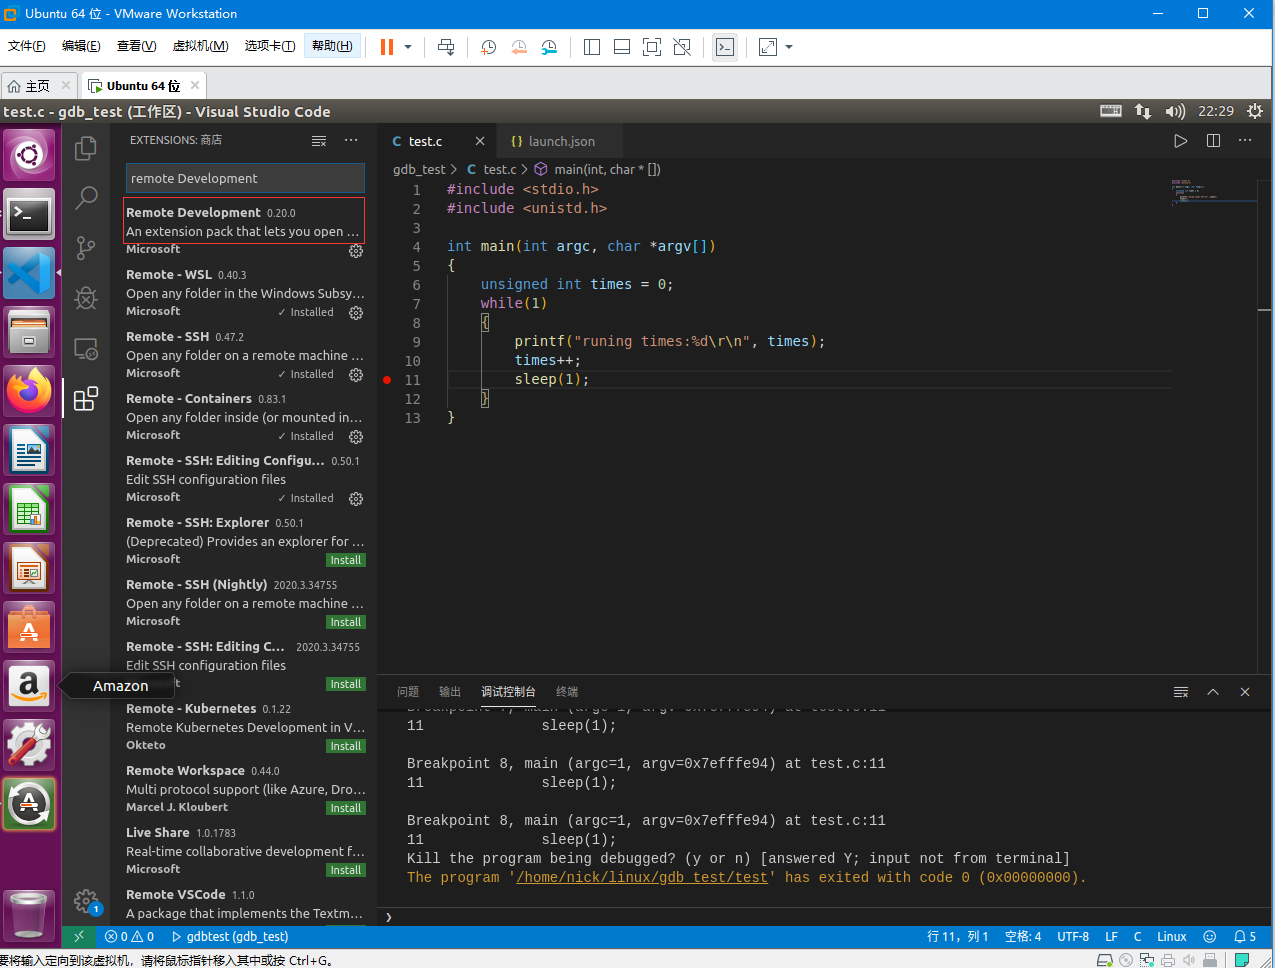 Ubuntu 64 位 - VMware Workstation
文件(F) 编辑(E) 查看(V) 虚拟机(M) 选项卡(T) 帮助(H)
主页 Ubuntu 64 位
test.c - gdb_test (工作区) - Visual Studio Code 22:29
EXTENSIONS: 商店
remote Development
Remote Development 0.20.0
An extension pack that lets you open ...
Microsoft
Remote - WSL 0.40.3
Open any folder in the Windows Subsy...
Microsoft ✓ Installed
Remote - SSH 0.47.2
Open any folder on a remote machine ...
Microsoft ✓ Installed
Remote - Containers 0.83.1
Open any folder inside (or mounted in...
Microsoft ✓ Installed
Remote - SSH: Editing Configu... 0.50.1
Edit SSH configuration files
Microsoft ✓ Installed
Remote - SSH: Explorer 0.50.1
(Deprecated) Provides an explorer for ...
Microsoft Install
Remote - SSH (Nightly) 2020.3.34755
Open any folder on a remote machine ...
Microsoft Install
Remote - SSH: Editing C... 2020.3.34755
Edit SSH configuration files
Install
Amazon
Remote - Kubernetes 0.1.22
Remote Kubernetes Development in V...
Okteto Install
Remote Workspace 0.44.0
Multi protocol support (like Azure, Dro...
Marcel J. Kloubert Install
Live Share 1.0.1783
Real-time collaborative development f...
Microsoft Install
Remote VSCode 1.1.0
A package that implements the Textm...
1
test.c launch.json
gdb_test > C test.c > main(int, char * [])
1 #include <stdio.h>
2 #include <unistd.h>
3
4 int main(int argc, char *argv[])
5 {
6 unsigned int times = 0;
7 while(1)
8 {
9 printf("runing times:%d\r\n", times);
10 times++;
11 sleep(1);
12 }
13 }
问题 输出 调试控制台 终端
Breakpoint 7, main (argc=1, argv=0x7efffe94) at test.c:11
11 sleep(1);
Breakpoint 8, main (argc=1, argv=0x7efffe94) at test.c:11
11 sleep(1);
Breakpoint 8, main (argc=1, argv=0x7efffe94) at test.c:11
11 sleep(1);
Kill the program being debugged? (y or n) [answered Y; input not from terminal]
The program '/home/nick/linux/gdb_test/test' has exited with code 0 (0x00000000).
0 0 gdbtest (gdb_test) 行 11，列 1 空格: 4 UTF-8 LF C Linux 5
要将输入定向到该虚拟机，请将鼠标指针移入其中或按 Ctrl+G。